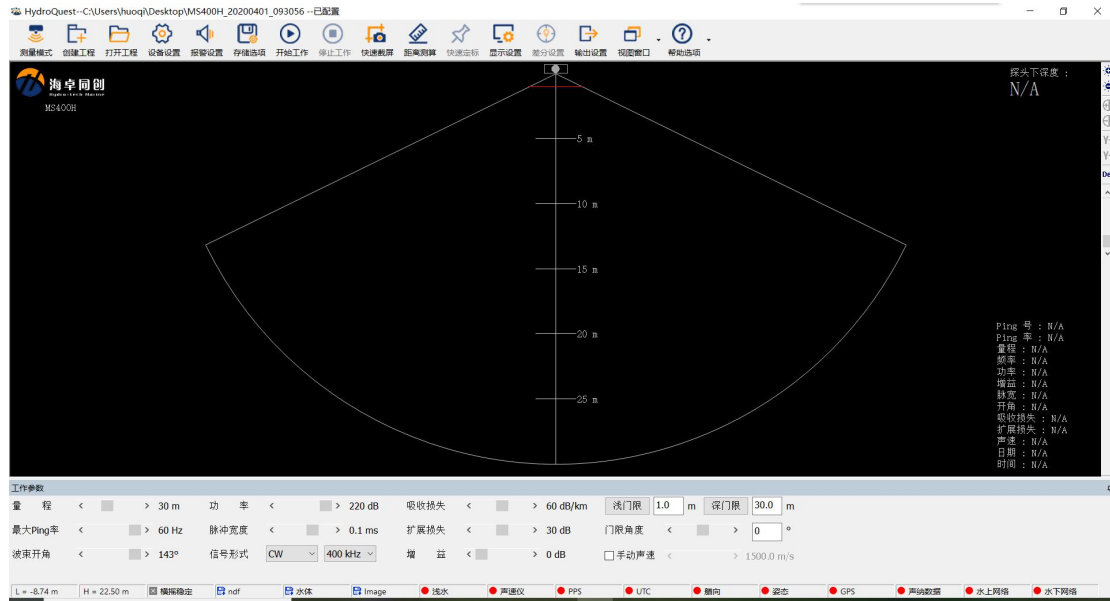 HydroQuest--C:\Users\huoqi\Desktop\MS400H_20200401_093056 --已配置
测量模式 创建工程 打开工程 设备设置 报警设置 存储选项 开始工作 停止工作 快速截屏 距离测算 快速定标 显示设置 差分设置 输出设置 视图窗口 帮助选项
海卓同创
Hydro-tech Marine
MS400H
探头下深度 :
N/A
5 m
10 m
15 m
20 m
25 m
Ping 号 : N/A
Ping 率 : N/A
量程 : N/A
频率 : N/A
功率 : N/A
增益 : N/A
脉宽 : N/A
开角 : N/A
吸收损失 : N/A
扩展损失 : N/A
声速 : N/A
日期 : N/A
时间 : N/A
De
工作参数
量 程 < > 30 m 功 率 < > 220 dB 吸收损失 < > 60 dB/km 浅门限 1.0 m 深门限 30.0 m
最大Ping率 < > 60 Hz 脉冲宽度 < > 0.1 ms 扩展损失 < > 30 dB 门限角度 < > 0 °
波束开角 < > 143° 信号形式 CW 400 kHz 增 益 < > 0 dB 手动声速 < > 1500.0 m/s
L = -8.74 m H = 22.50 m 横摇稳定 ndf 水体 Image 浅水 声速仪 PPS UTC 艏向 姿态 GPS 声呐数据 水上网络 水下网络